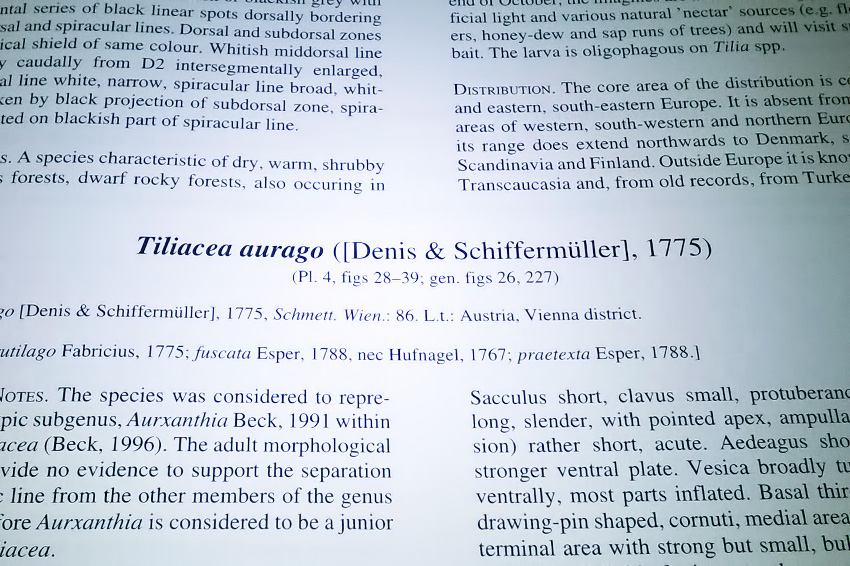 ntal series of black linear spots dorsally bordering
sal and spiracular lines. Dorsal and subdorsal zones
ical shield of same colour. Whitish middorsal line
y caudally from D2 intersegmentally enlarged,
al line white, narrow, spiracular line broad, whit-
ken by black projection of subdorsal zone, spira-
ted on blackish part of spiracular line.
s. A species characteristic of dry, warm, shrubby
s forests, dwarf rocky forests, also occuring in
ficial light and various natural 'nectar' sources (e.g. fl
ers, honey-dew and sap runs of trees) and will visit s
bait. The larva is oligophagous on Tilia spp.
DISTRIBUTION. The core area of the distribution is ce
and eastern, south-eastern Europe. It is absent from
areas of western, south-western and northern Euro
its range does extend northwards to Denmark, s
Scandinavia and Finland. Outside Europe it is know
Transcaucasia and, from old records, from Turke
Tiliacea aurago ([Denis & Schiffermüller], 1775)
(Pl. 4, figs 28–39; gen. figs 26, 227)
go [Denis & Schiffermüller], 1775, Schmett. Wien.: 86. L.t.: Austria, Vienna district.
utilago Fabricius, 1775; fuscata Esper, 1788, nec Hufnagel, 1767; praetexta Esper, 1788.]
NOTES. The species was considered to repre-
pic subgenus, Aurxanthia Beck, 1991 within
acea (Beck, 1996). The adult morphological
vide no evidence to support the separation
c line from the other members of the genus
fore Aurxanthia is considered to be a junior
iacea.
Sacculus short, clavus small, protuberanc
long, slender, with pointed apex, ampulla
sion) rather short, acute. Aedeagus sho
stronger ventral plate. Vesica broadly tu
ventrally, most parts inflated. Basal thir
drawing-pin shaped, cornuti, medial area
terminal area with strong but small, bul